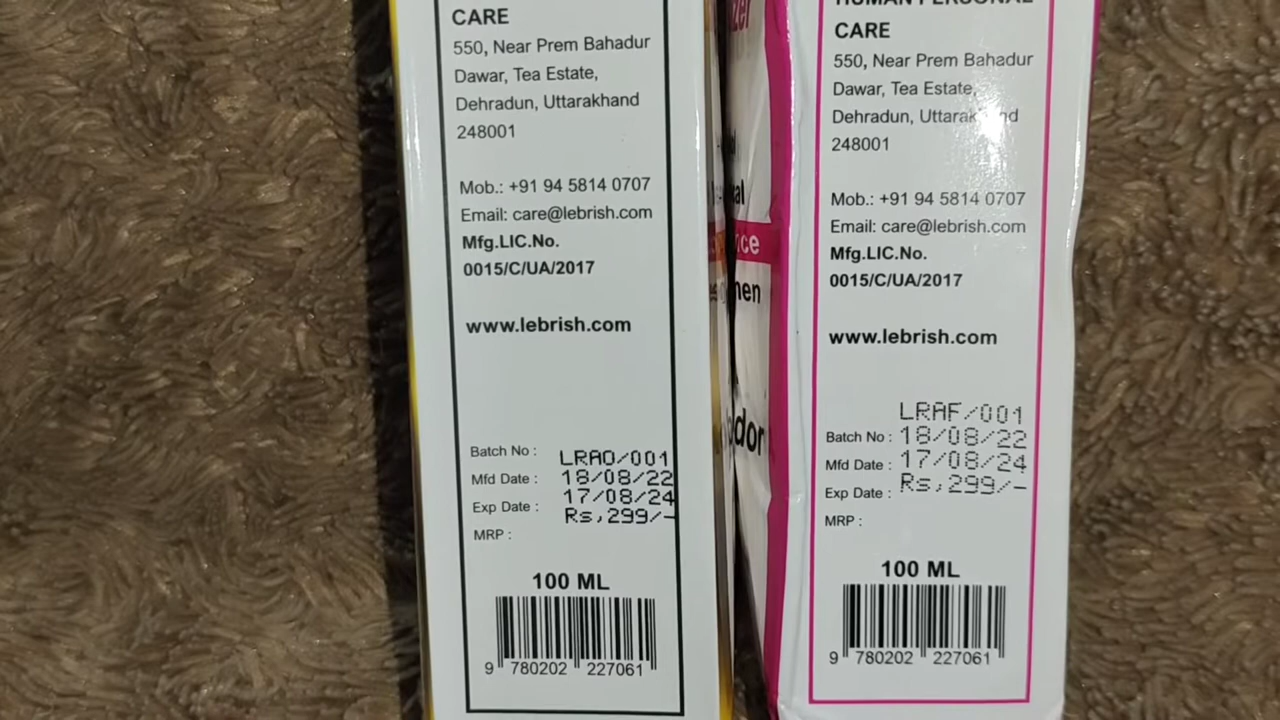 CARE
550, Near Prem Bahadur
Dawar, Tea Estate,
Dehradun, Uttarakhand
248001
Mob.: +91 94 5814 0707
Email: care@lebrish.com
Mfg.LIC.No.
0015/C/UA/2017
www.lebrish.com
Batch No : LRAO/001
Mfd Date : 18/08/22
Exp Date : 17/08/24
MRP : Rs,299/-
100 ML
9 780202 227061
HUMAN PERSONAL
CARE
550, Near Prem Bahadur
Dawar, Tea Estate,
Dehradun,
248001
Mob.: +91 94 5814 0707
Email: care@lebrish.com
Mfg.LIC.No.
0015/C/UA/2017
www.lebrish.com
LRAF/001
Batch No : 18/08/22
Mfd Date : 17/08/24
Exp Date : Rs,299/-
MRP :
100 ML
9 780202 227061